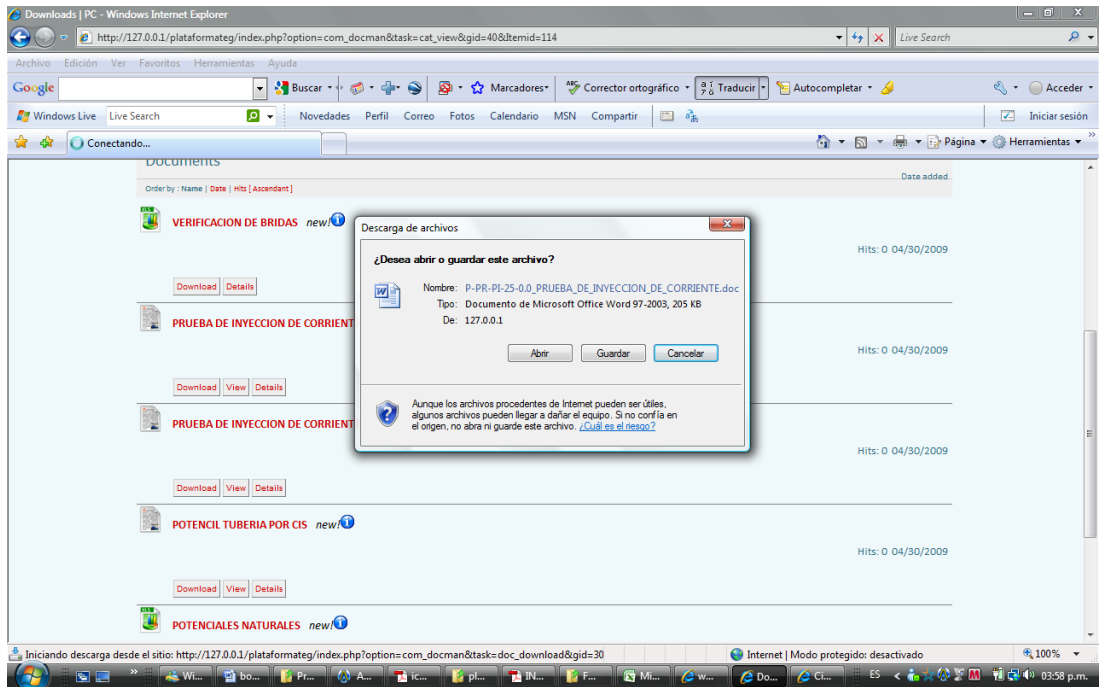 Downloads | PC - Windows Internet Explorer
http://127.0.0.1/plataformateg/index.php?option=com_docman&task=cat_view&gid=40&Itemid=114
Live Search
Archivo Edición Ver Favoritos Herramientas Ayuda
Google Buscar Marcadores Corrector ortográfico Traducir Autocompletar Acceder
Windows Live Live Search Novedades Perfil Correo Fotos Calendario MSN Compartir Iniciar sesión
Conectando... Página Herramientas
Documents
Date added
Order by : Name | Date | Hits [ Ascendant ]
VERIFICACION DE BRIDAS new!
Hits: 0 04/30/2009
Download Details
PRUEBA DE INYECCION DE CORRIENT
Hits: 0 04/30/2009
Download View Details
PRUEBA DE INYECCION DE CORRIENT
Hits: 0 04/30/2009
Download View Details
POTENCIL TUBERIA POR CIS new!
Hits: 0 04/30/2009
Download View Details
POTENCIALES NATURALES new!
Descarga de archivos
¿Desea abrir o guardar este archivo?
Nombre: P-PR-PI-25-0.0_PRUEBA_DE_INYECCION_DE_CORRIENTE.doc
Tipo: Documento de Microsoft Office Word 97-2003, 205 KB
De: 127.0.0.1
Abrir Guardar Cancelar
Aunque los archivos procedentes de Internet pueden ser útiles,
algunos archivos pueden llegar a dañar el equipo. Si no confía en
el origen, no abra ni guarde este archivo. ¿Cuál es el riesgo?
Iniciando descarga desde el sitio: http://127.0.0.1/plataformateg/index.php?option=com_docman&task=doc_download&gid=30
Internet | Modo protegido: desactivado 100%
Wi... bo... Pr... A... ic... pl... IN... F... Mi... w... Do... Ci... ES 03:58 p.m.